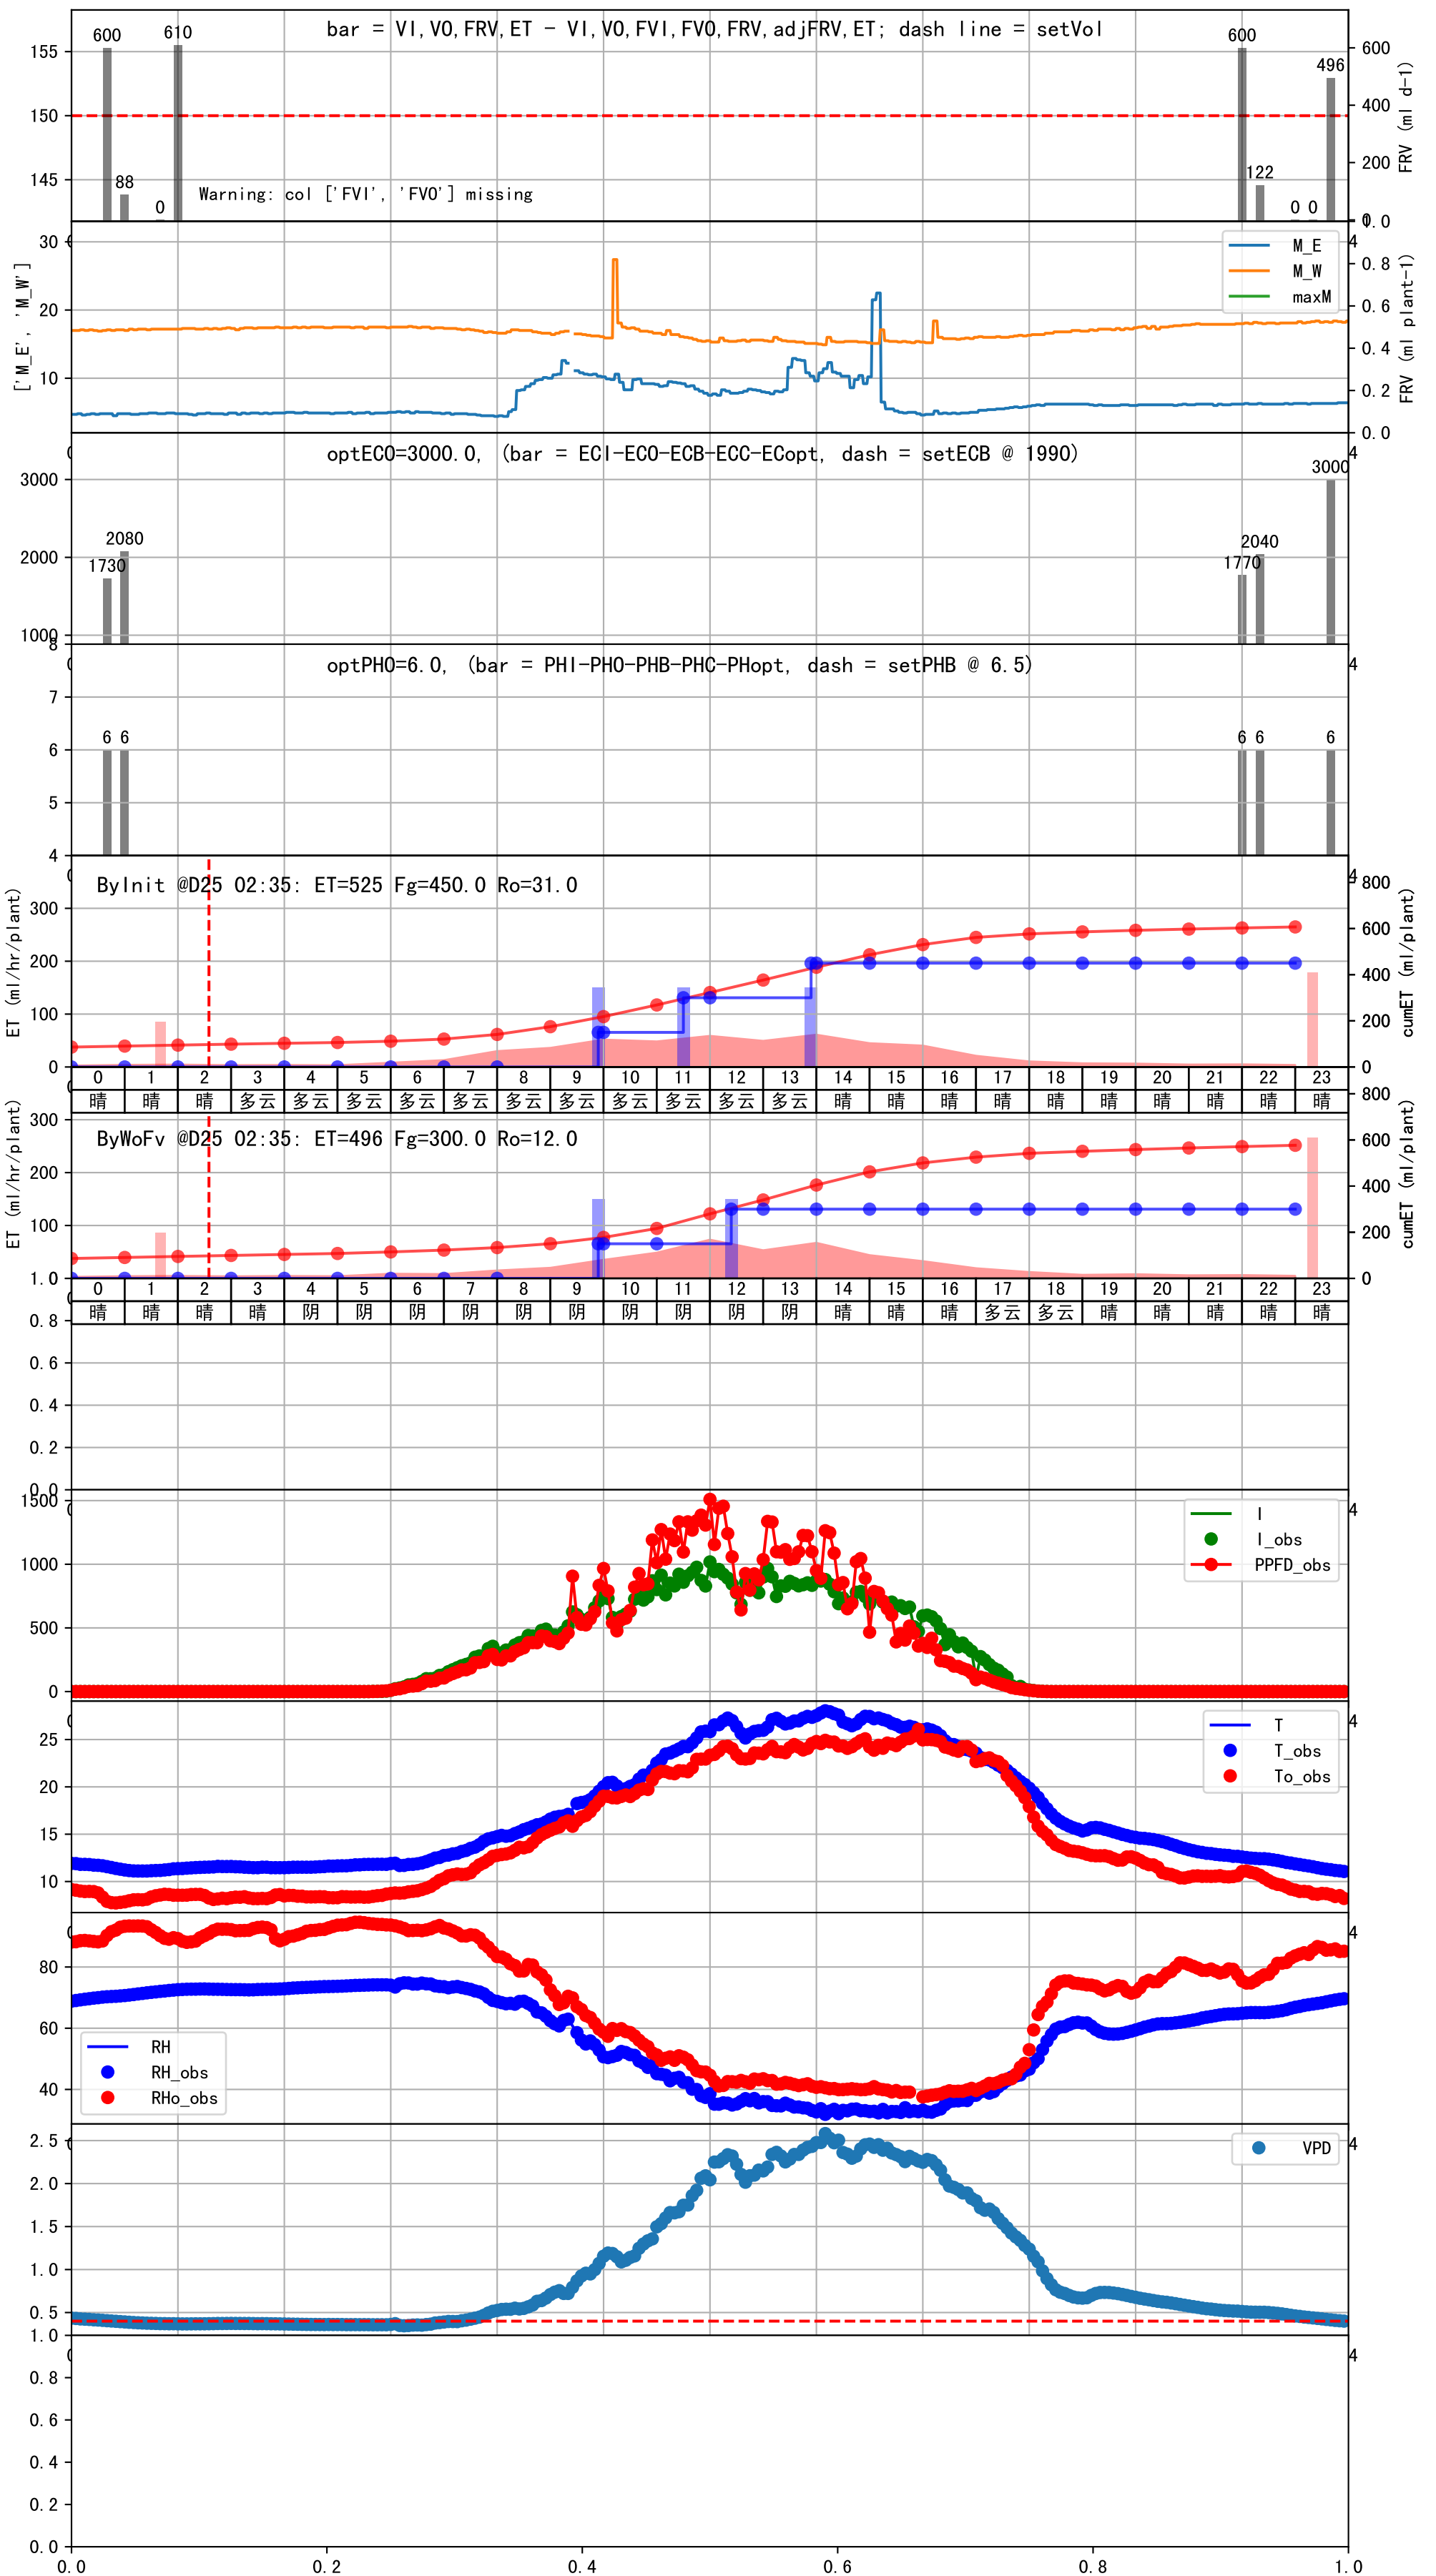 bar = VI,VO,FRV,ET - VI,VO,FVI,FVO,FRV,adjFRV,ET; dash line = setVol
600
610
600
496
88
0
122
0 0
Warning: col ['FVI', 'FVO'] missing
155
150
145
600
400
200
FRV (ml d-1)
1.0
['M_E', 'M_W']
30
20
10
M_E
M_W
maxM
0.8
0.6
0.4
0.2
0.0
FRV (ml plant-1)
optECO=3000.0, (bar = ECI-ECO-ECB-ECC-ECopt, dash = setECB @ 1990)
3000
2000
1000
1730
2080
1770
2040
3000
optPHO=6.0, (bar = PHI-PHO-PHB-PHC-PHopt, dash = setPHB @ 6.5)
8
7
6
5
4
6 6
6 6
6
ByInit @D25 02:35: ET=525 Fg=450.0 Ro=31.0
ET (ml/hr/plant)
300
200
100
0
800
600
400
200
0
cumET (ml/plant)
0 1 2 3 4 5 6 7 8 9 10 11 12 13 14 15 16 17 18 19 20 21 22 23
晴 晴 晴 多云 多云 多云 多云 多云 多云 多云 多云 多云 多云 多云 晴 晴 晴 晴 晴 晴 晴 晴 晴 晴
ByWoFv @D25 02:35: ET=496 Fg=300.0 Ro=12.0
ET (ml/hr/plant)
300
200
100
800
600
400
200
0
cumET (ml/plant)
0 1 2 3 4 5 6 7 8 9 10 11 12 13 14 15 16 17 18 19 20 21 22 23
晴 晴 晴 晴 阴 阴 阴 阴 阴 阴 阴 阴 阴 阴 晴 晴 晴 多云 多云 晴 晴 晴 晴 晴
1.0
0.8
0.6
0.4
0.2
0.0
1500
1000
500
0
I
I_obs
PPFD_obs
25
20
15
10
T
T_obs
To_obs
80
60
40
RH
RH_obs
RHo_obs
2.5
2.0
1.5
1.0
0.5
VPD
1.0
0.8
0.6
0.4
0.2
0.0
0.0 0.2 0.4 0.6 0.8 1.0